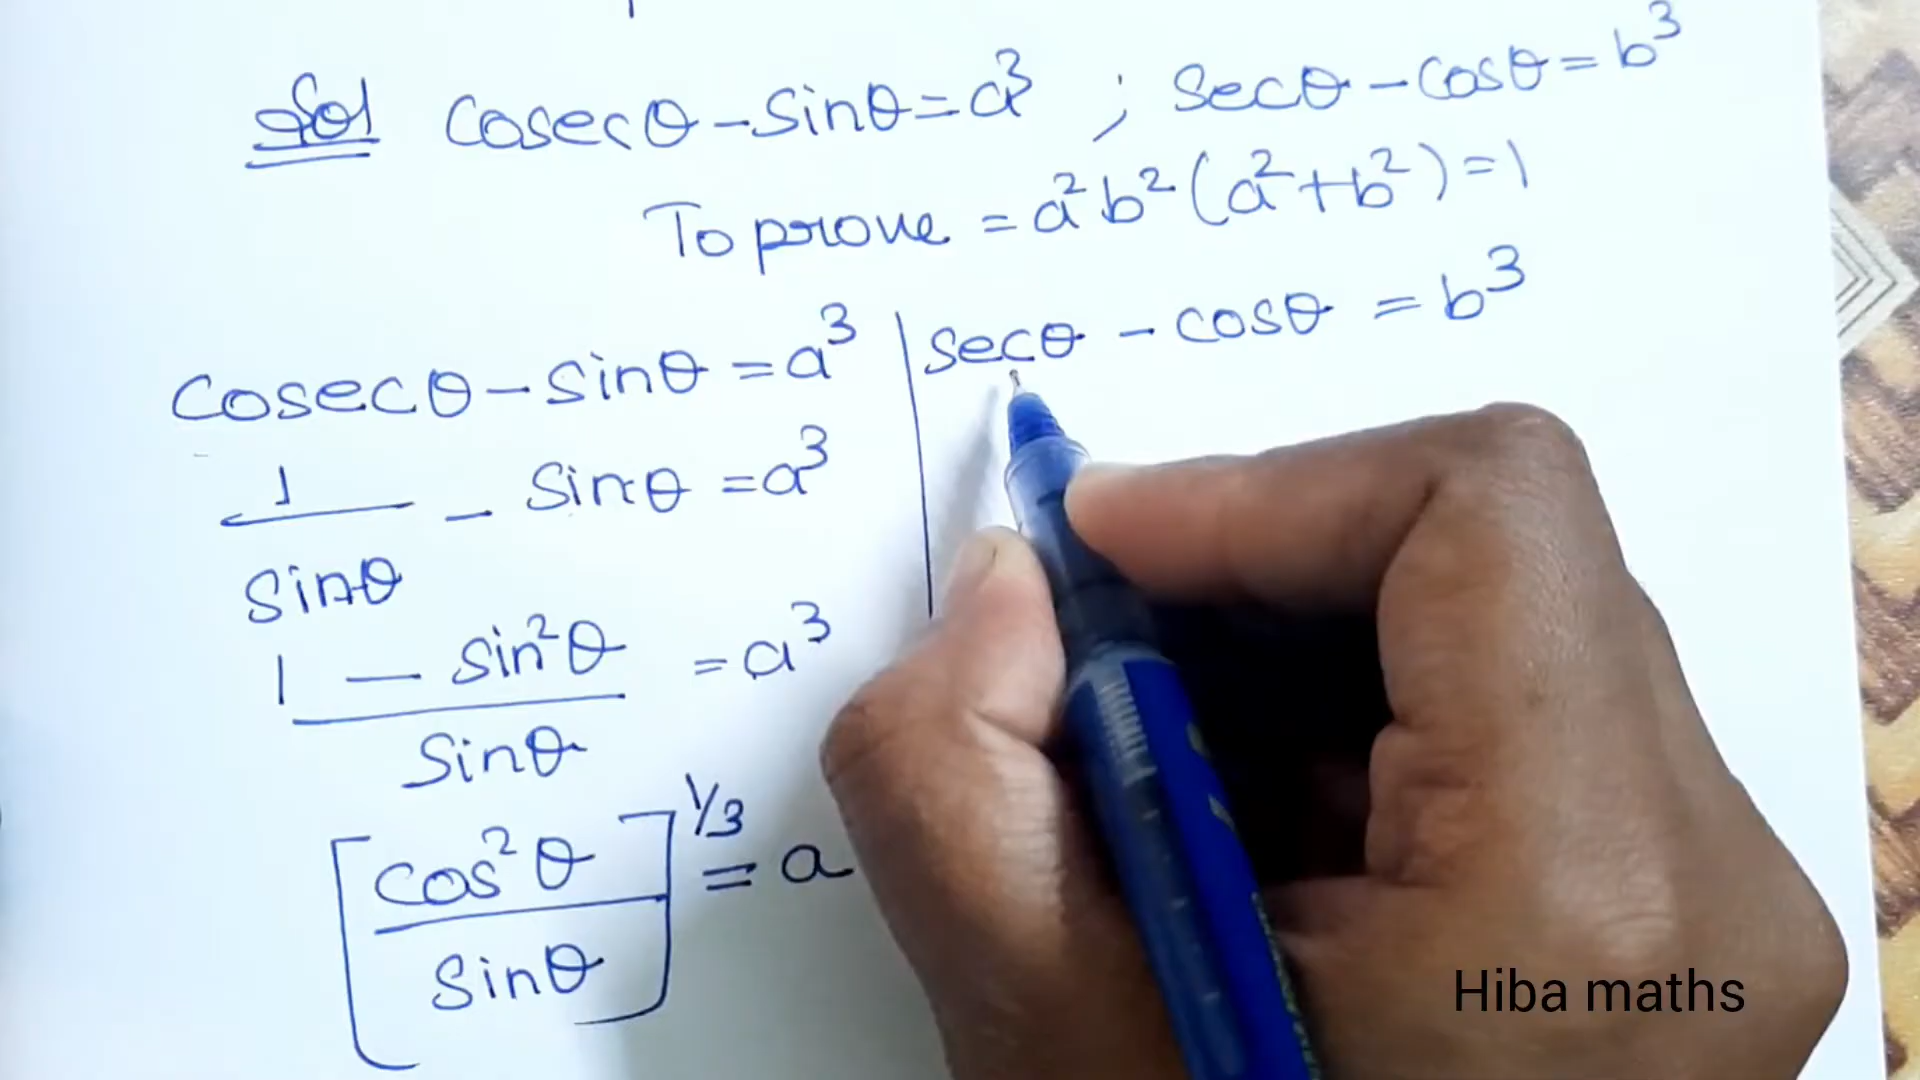 Sol cosecθ - sinθ = a³ ; secθ - cosθ = b³
To prove = a²b²(a²+b²) = 1
cosecθ - sinθ = a³
1/sinθ - sinθ = a³
1 - sin²θ/sinθ = a³
[cos²θ/sinθ]^1/3 = a
secθ - cosθ = b³
Hiba maths